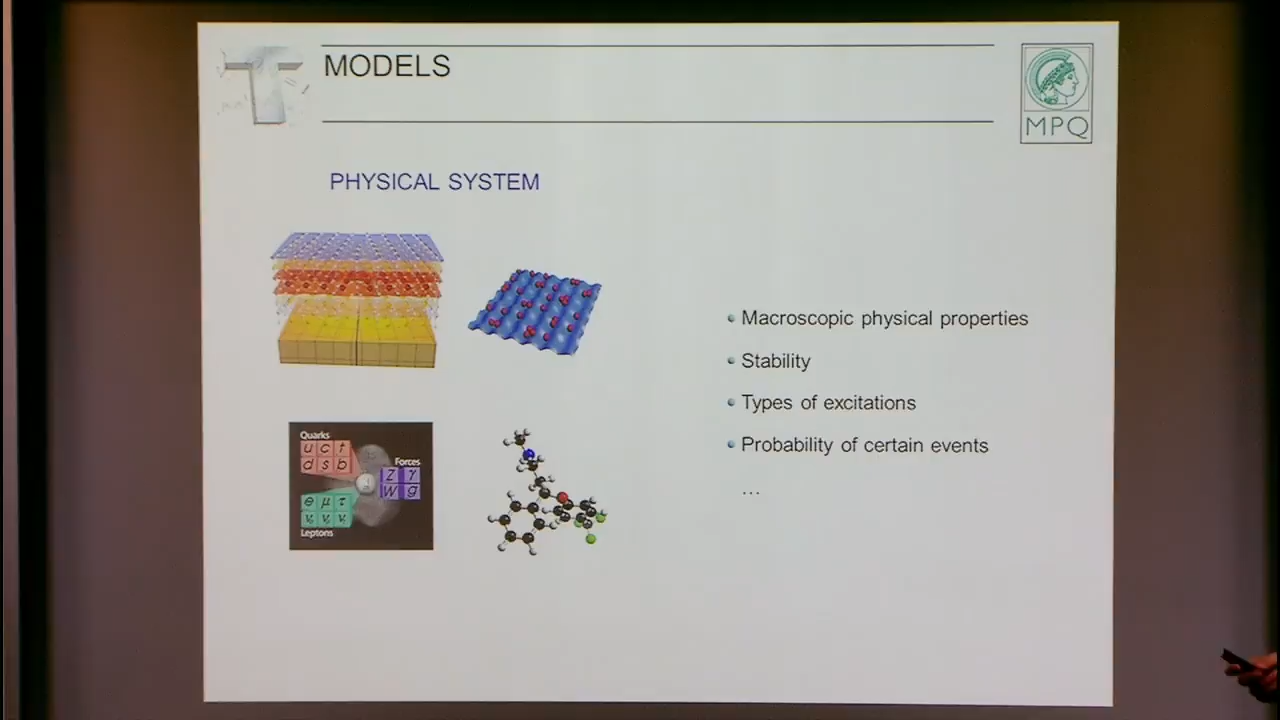 MODELS
MPQ
PHYSICAL SYSTEM
Macroscopic physical properties
Stability
Types of excitations
Probability of certain events
...
Quarks
u c t
d s b
Forces
Z γ
W g
e μ τ
Leptons